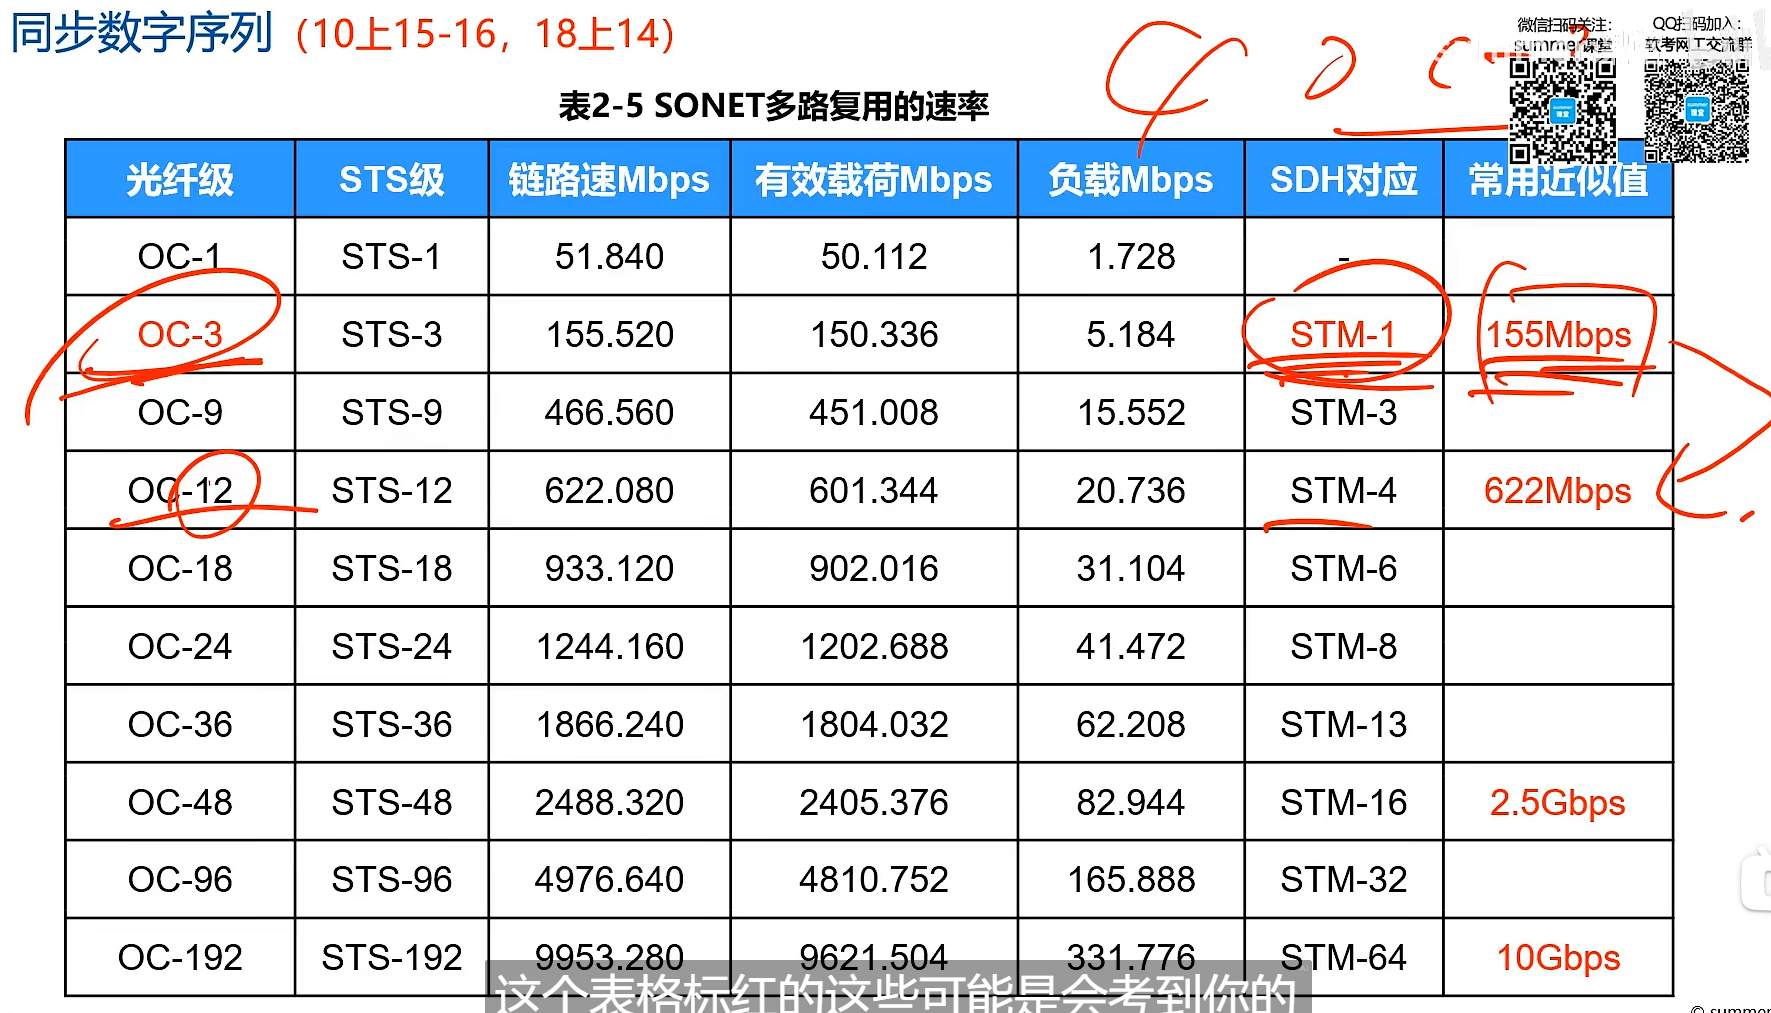 同步数字序列 (10上15-16，18上14)
微信扫码关注：
summer课堂
QQ扫码加入：
软考网工交流群
表2-5 SONET多路复用的速率
光纤级 STS级 链路速Mbps 有效载荷Mbps 负载Mbps SDH对应 常用近似值
OC-1 STS-1 51.840 50.112 1.728 -
OC-3 STS-3 155.520 150.336 5.184 STM-1 155Mbps
OC-9 STS-9 466.560 451.008 15.552 STM-3
OC-12 STS-12 622.080 601.344 20.736 STM-4 622Mbps
OC-18 STS-18 933.120 902.016 31.104 STM-6
OC-24 STS-24 1244.160 1202.688 41.472 STM-8
OC-36 STS-36 1866.240 1804.032 62.208 STM-13
OC-48 STS-48 2488.320 2405.376 82.944 STM-16 2.5Gbps
OC-96 STS-96 4976.640 4810.752 165.888 STM-32
OC-192 STS-192 9953.280 9621.504 331.776 STM-64 10Gbps
这个表格标红的这些可能是会考到你的
© summer